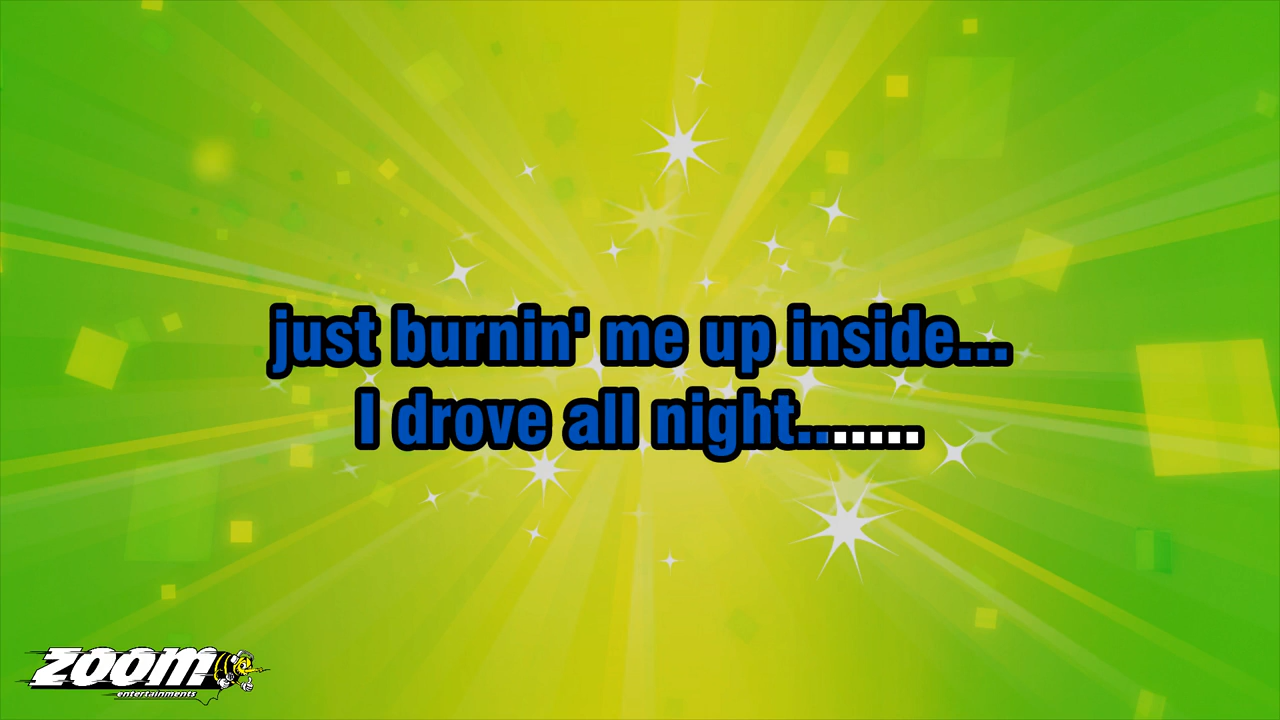 just burnin' me up inside...
I drove all night.......
zoom
entertainments